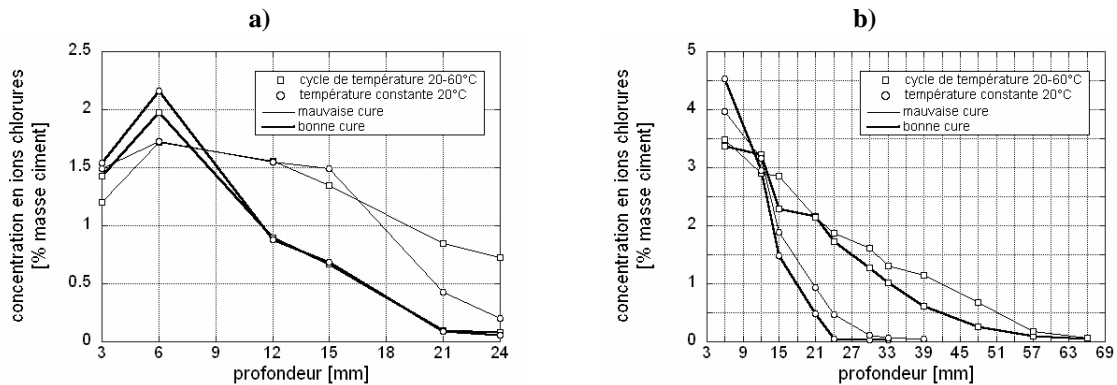 a)
concentration en ions chlorures
[% masse ciment]
2.5
2
1.5
1
0.5
0
cycle de température 20-60°C
température constante 20°C
mauvaise cure
bonne cure
3 6 9 12 15 18 21 24
profondeur [mm]
b)
concentration en ions chlorures
[% masse ciment]
5
4
3
2
1
0
cycle de température 20-60°C
température constante 20°C
mauvaise cure
bonne cure
3 9 15 21 27 33 39 45 51 57 63 69
profondeur [mm]